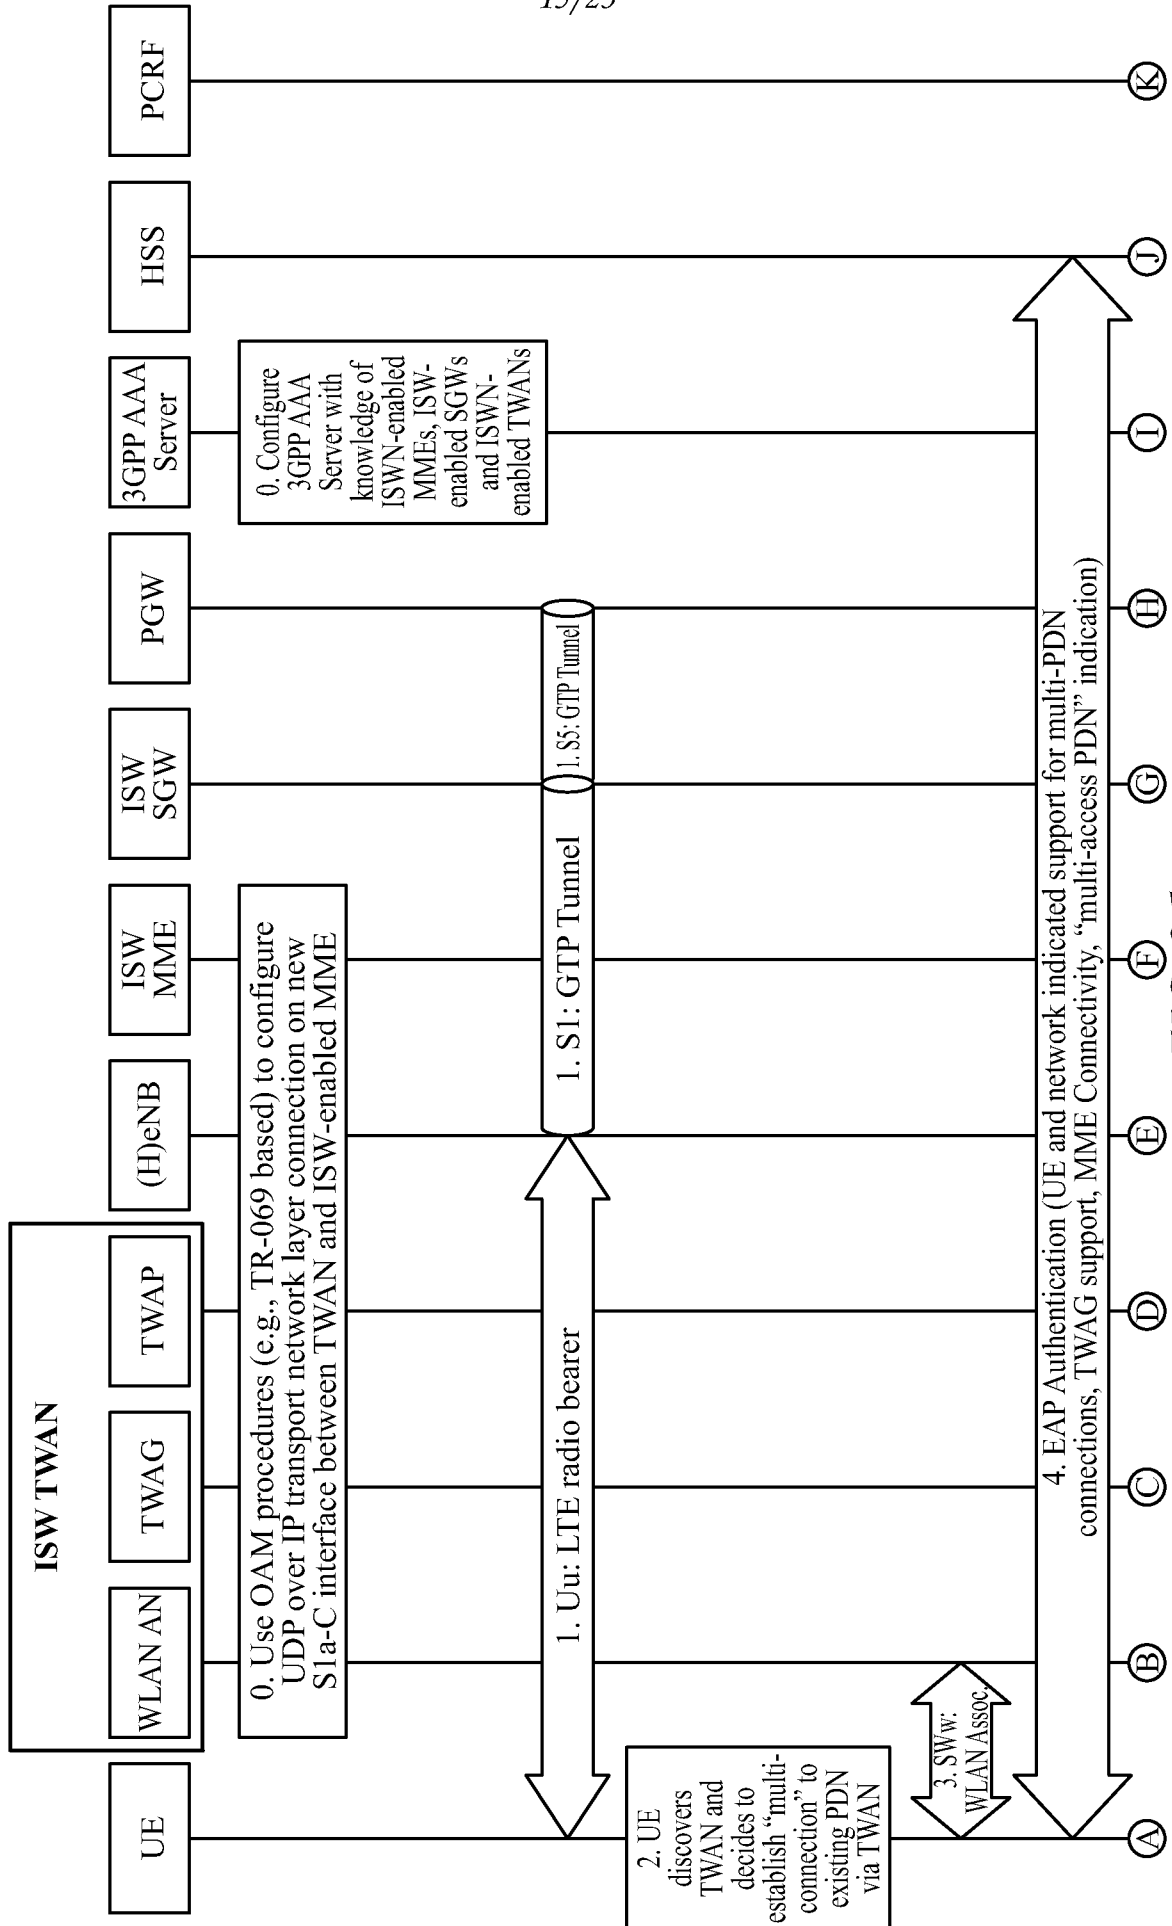 15/25
ISW TWAN
UE
WLAN AN
TWAG
TWAP
(H)eNB
ISW
MME
ISW
SGW
PGW
3GPP AAA
Server
HSS
PCRF
0. Use OAM procedures (e.g., TR-069 based) to configure
UDP over IP transport network layer connection on new
S1a-C interface between TWAN and ISW-enabled MME
0. Configure
3GPP AAA
Server with
knowledge of
ISWN-enabled
MMEs, ISW-
enabled SGWs
and ISWN-
enabled TWANs
1. Uu: LTE radio bearer
1. S1: GTP Tunnel
1. S5: GTP Tunnel
2. UE
discovers
TWAN and
decides to
establish “multi-
connection” to
existing PDN
via TWAN
3. SWw:
WLAN Assoc.
4. EAP Authentication (UE and network indicated support for multi-PDN
connections, TWAG support, MME Connectivity, “multi-access PDN” indication)
A
B
C
D
E
F
G
H
I
J
K